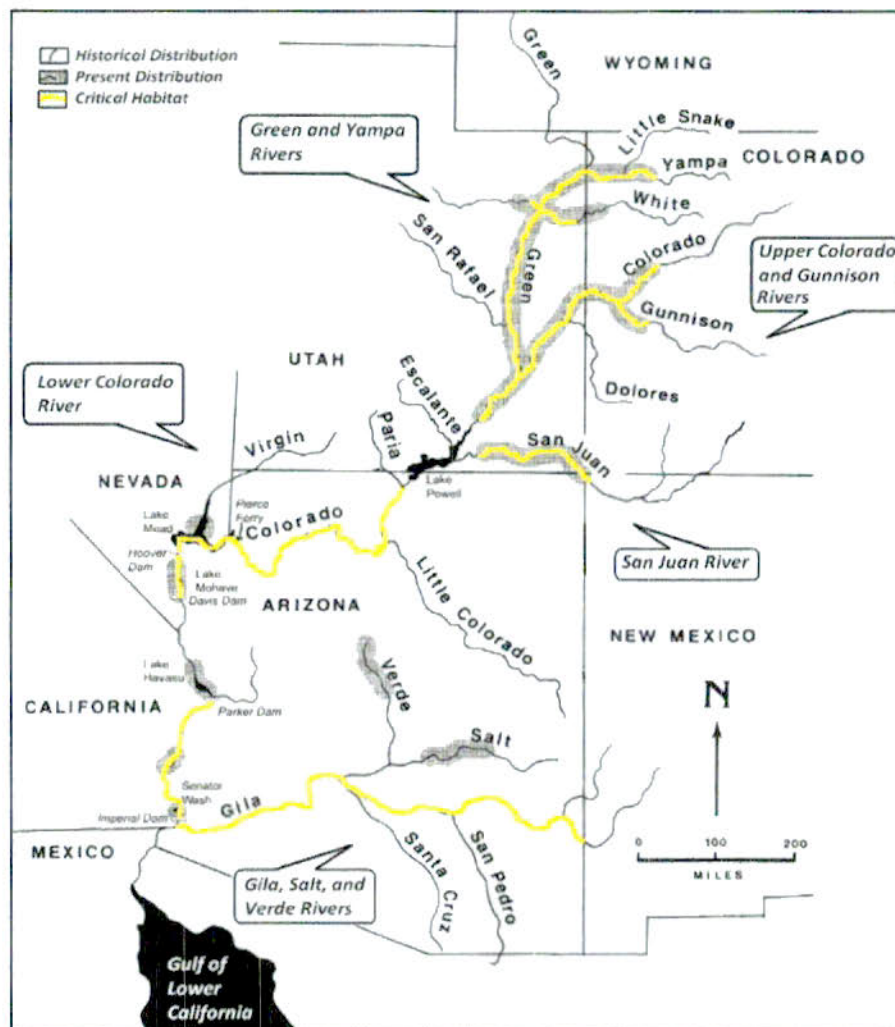 Historical Distribution
Present Distribution
Critical Habitat
Green
WYOMING
Little Snake
Green and Yampa
Rivers
Yampa
COLORADO
White
San Rafael
Green
Colorado
Upper Colorado
and Gunnison
Rivers
Gunnison
UTAH
Escalante
Dolores
Lower Colorado
River
Paria
Virgin
San Juan
NEVADA
Lake
Powell
Pierce
Ferry
Lake
Mead
Colorado
Hoover
Dam
San Juan River
Lake
Mohave
Davis Dam
ARIZONA
Little Colorado
NEW MEXICO
Verde
Lake
Havasu
N
CALIFORNIA
Parker Dam
Salt
Senator
Wash
Gila
Imperial Dam
0
100
200
MILES
MEXICO
Santa Cruz
San Pedro
Gila, Salt, and
Verde Rivers
Gulf of
Lower
California